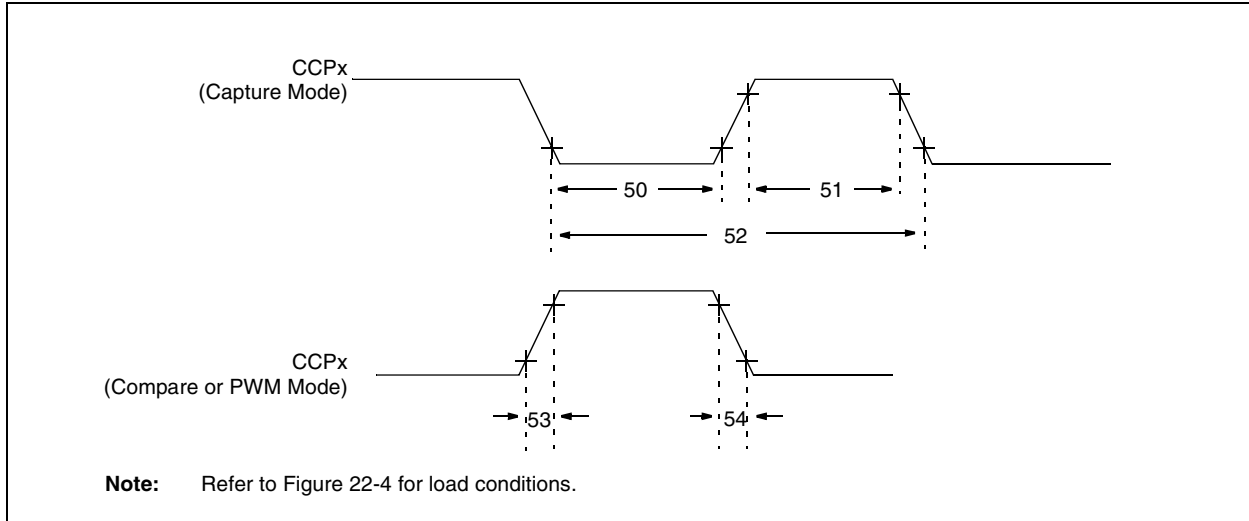 CCPx
(Capture Mode)
50
51
52
CCPx
(Compare or PWM Mode)
53
54
Note: Refer to Figure 22-4 for load conditions.